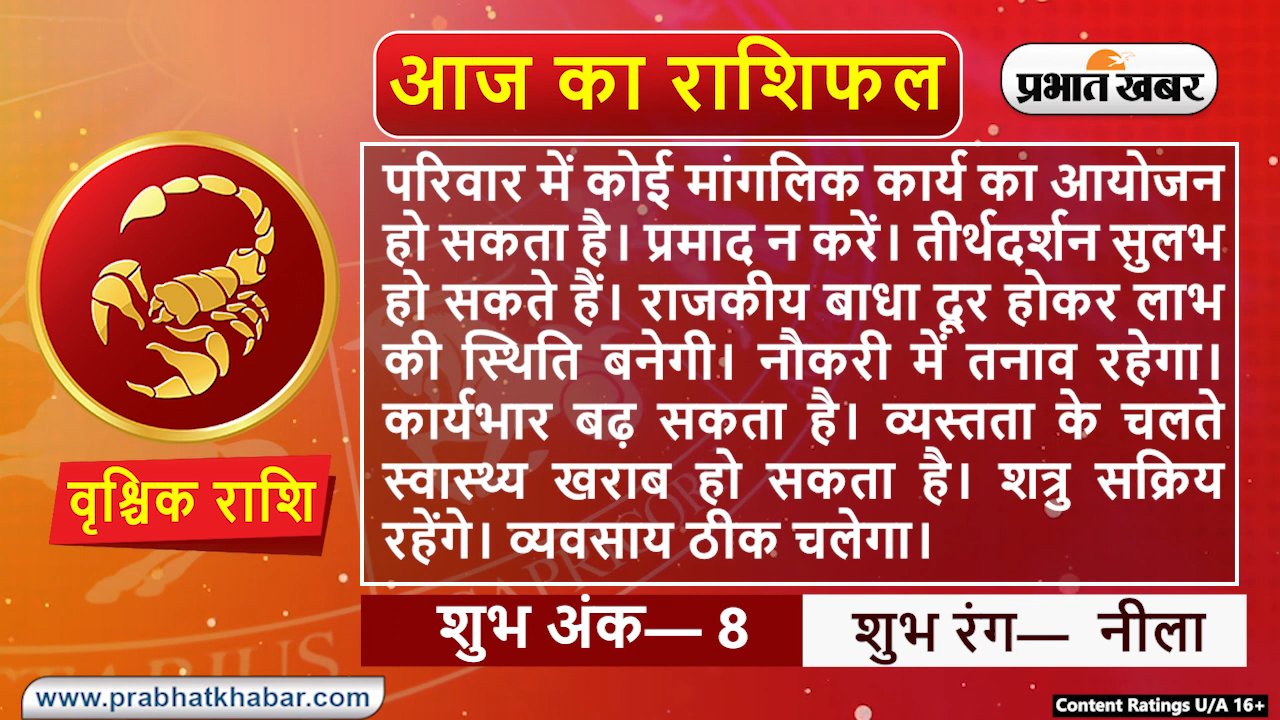 आज का राशिफल
प्रभात खबर
परिवार में कोई मांगलिक कार्य का आयोजन
हो सकता है। प्रमाद न करें। तीर्थदर्शन सुलभ
हो सकते हैं। राजकीय बाधा दूर होकर लाभ
की स्थिति बनेगी। नौकरी में तनाव रहेगा।
कार्यभार बढ़ सकता है। व्यस्तता के चलते
स्वास्थ्य खराब हो सकता है। शत्रु सक्रिय
रहेंगे। व्यवसाय ठीक चलेगा।
वृश्चिक राशि
शुभ अंक— 8
शुभ रंग— नीला
www.prabhatkhabar.com
Content Ratings U/A 16+